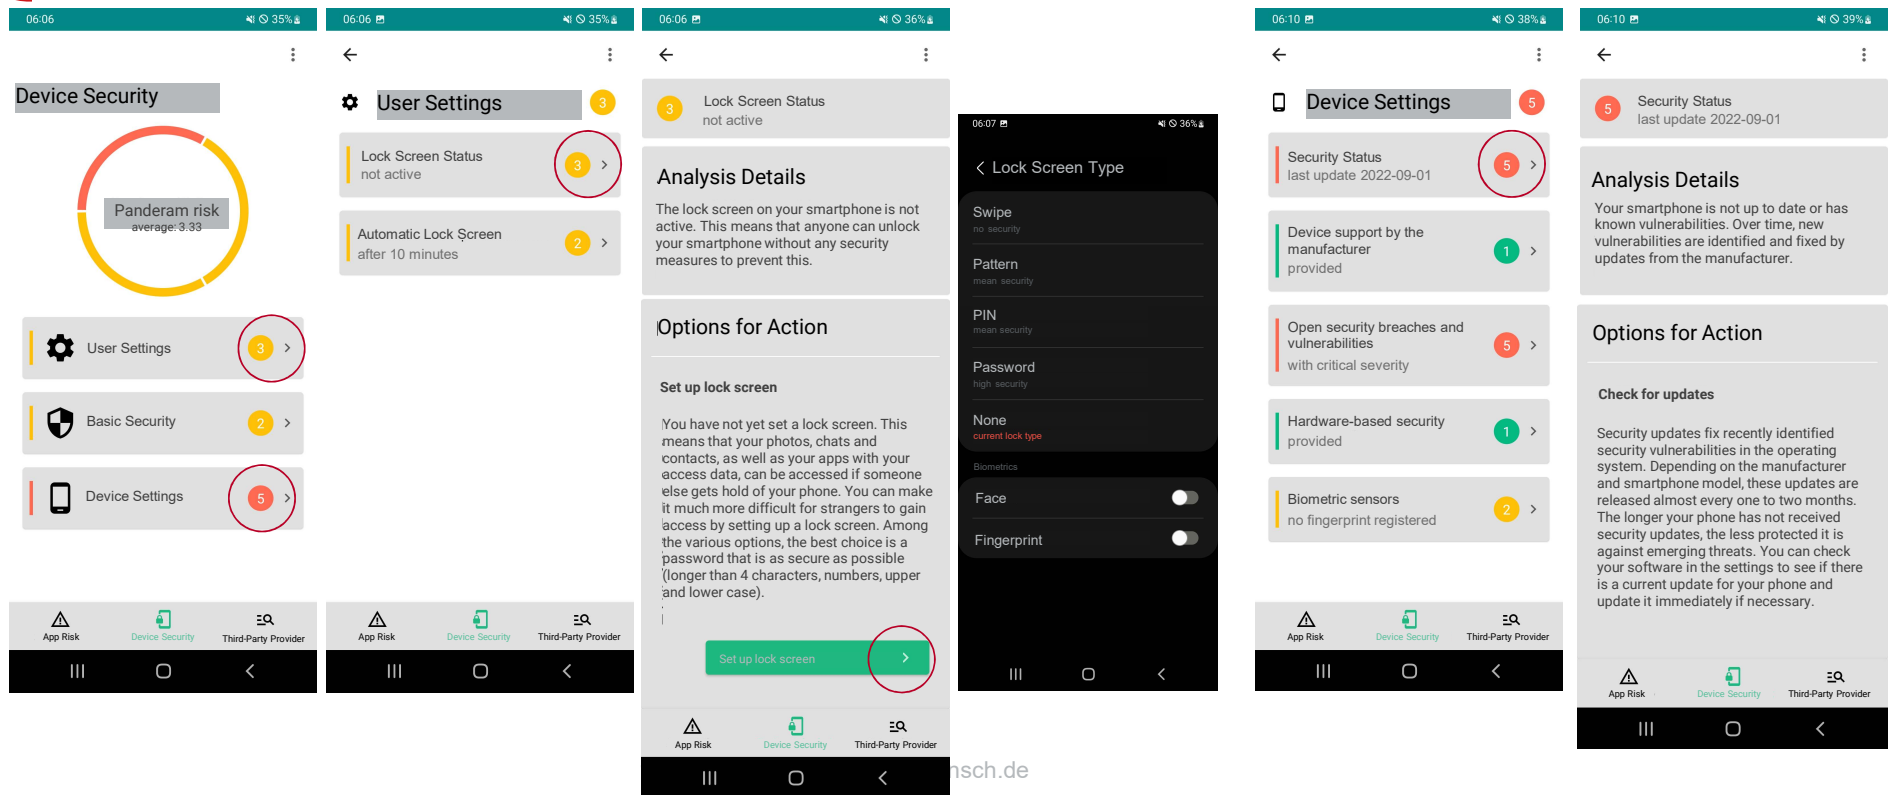 06:06
35%
Device Security
Panderam risk
average: 3.33
User Settings
3
Basic Security
2
Device Settings
5
App Risk
Device Security
Third-Party Provider
06:06
35%
User Settings
3
Lock Screen Status
not active
3
Automatic Lock Screen
after 10 minutes
2
App Risk
Device Security
Third-Party Provider
06:06
36%
3
Lock Screen Status
not active
Analysis Details
The lock screen on your smartphone is not
active. This means that anyone can unlock
your smartphone without any security
measures to prevent this.
Options for Action
Set up lock screen
You have not yet set a lock screen. This
means that your photos, chats and
contacts, as well as your apps with your
access data, can be accessed if someone
else gets hold of your phone. You can make
it much more difficult for strangers to gain
access by setting up a lock screen. Among
the various options, the best choice is a
password that is as secure as possible
(longer than 4 characters, numbers, upper
and lower case).
Set up lock screen
App Risk
Device Security
Third-Party Provider
06:07
36%
Lock Screen Type
Swipe
no security
Pattern
mean security
PIN
mean security
Password
high security
None
current lock type
Biometrics
Face
Fingerprint
nsch.de
06:10
38%
Device Settings
5
Security Status
last update 2022-09-01
5
Device support by the
manufacturer
provided
1
Open security breaches and
vulnerabilities
with critical severity
5
Hardware-based security
provided
1
Biometric sensors
no fingerprint registered
2
App Risk
Device Security
Third-Party Provider
06:10
39%
5
Security Status
last update 2022-09-01
Analysis Details
Your smartphone is not up to date or has
known vulnerabilities. Over time, new
vulnerabilities are identified and fixed by
updates from the manufacturer.
Options for Action
Check for updates
Security updates fix recently identified
security vulnerabilities in the operating
system. Depending on the manufacturer
and smartphone model, these updates are
released almost every one to two months.
The longer your phone has not received
security updates, the less protected it is
against emerging threats. You can check
your software in the settings to see if there
is a current update for your phone and
update it immediately if necessary.
App Risk
Device Security
Third-Party Provider